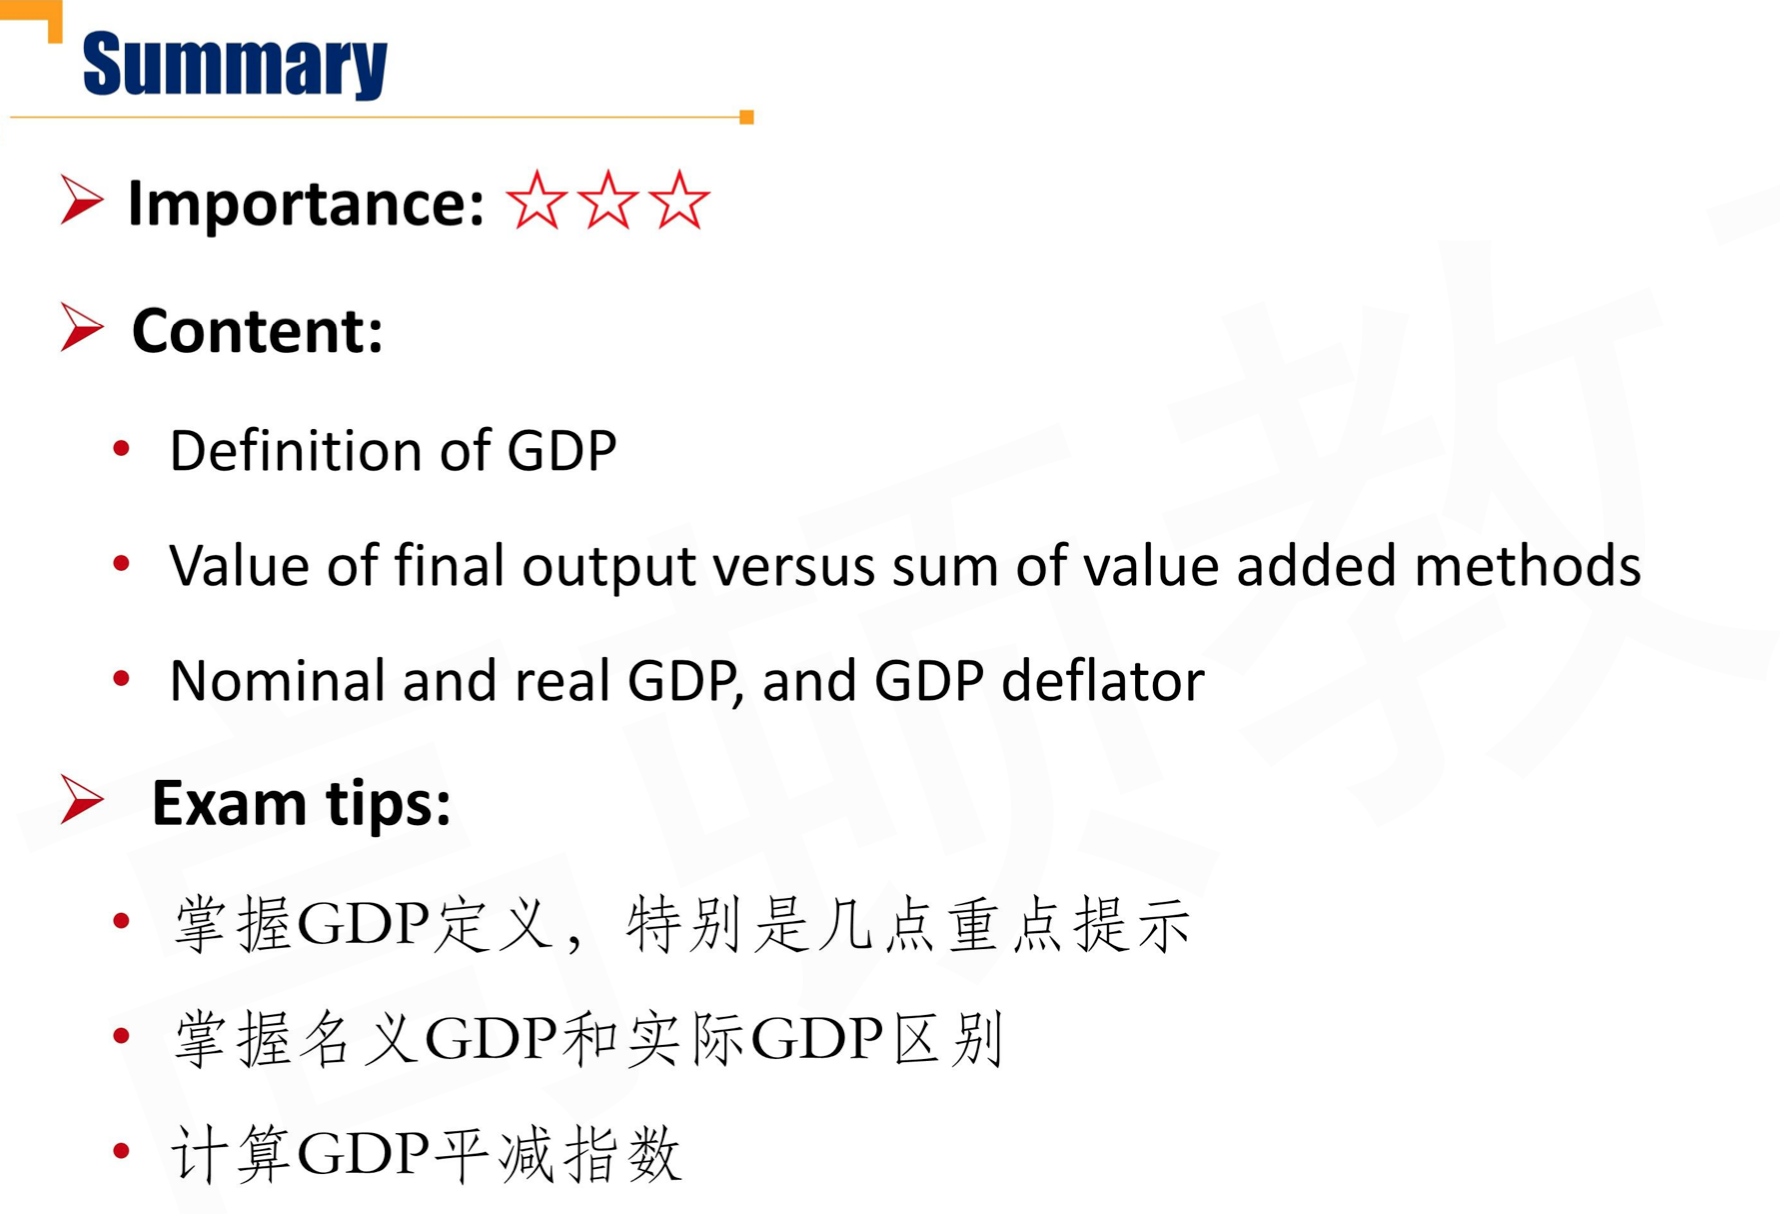 Summary
Importance: ☆☆☆
Content:
• Definition of GDP
• Value of final output versus sum of value added methods
• Nominal and real GDP, and GDP deflator
Exam tips:
• 掌握GDP定义，特别是几点重点提示
• 掌握名义GDP和实际GDP区别
• 计算GDP平减指数
高顿教